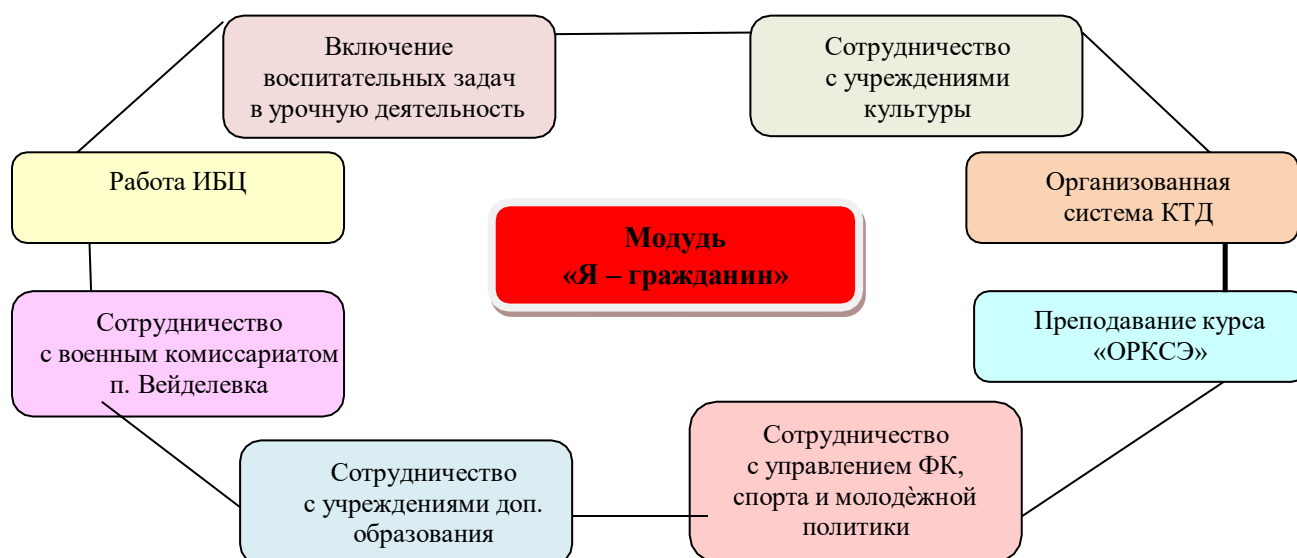 Включение
воспитательных задач
в урочную деятельность
Сотрудничество
с учреждениями
культуры
Работа ИБЦ
Организованная
система КТД
Модудь
«Я – гражданин»
Сотрудничество
с военным комиссариатом
п. Вейделевка
Преподавание курса
«ОРКСЭ»
Сотрудничество
с учреждениями доп.
образования
Сотрудничество
с управлением ФК,
спорта и молодѐжной
политики